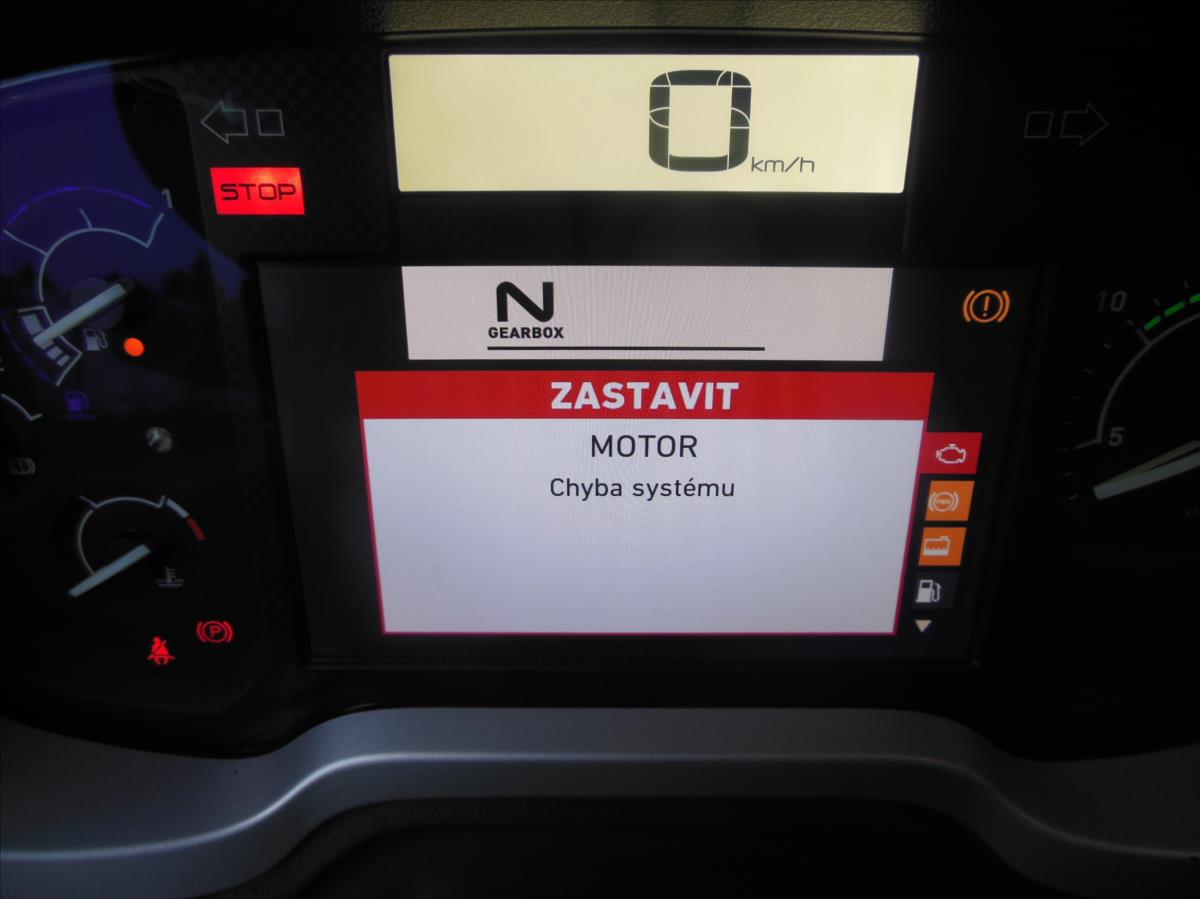 0 km/h
STOP
N
GEARBOX
10
5
ZASTAVIT
MOTOR
Chyba systému
P